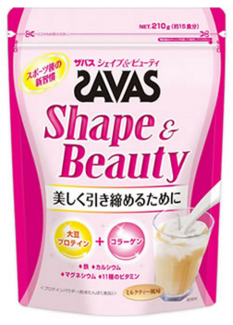 NET.210g(約15食分)
スポーツ後の
新習慣
ザバス シェイプ&ビューティ
SAVAS
Shape &
Beauty
美しく引き締めるために
大豆
プロテイン
+
コラーゲン
+鉄 +カルシウム
+マグネシウム +11種のビタミン
ミルクティー風味